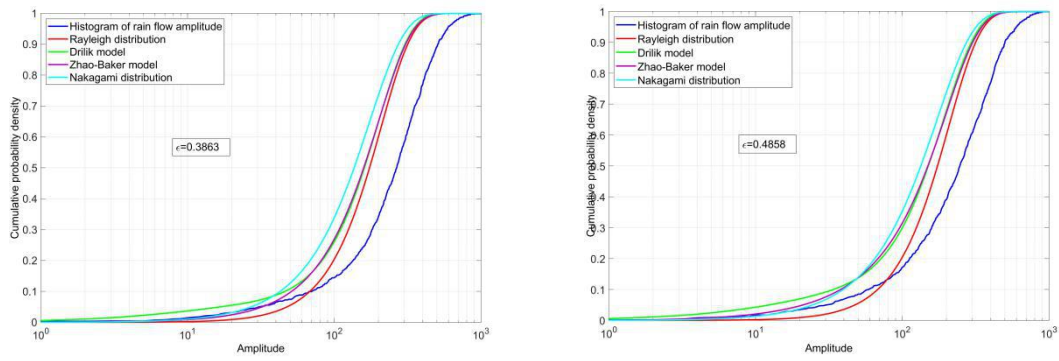 Cumulative probability density
1
0.9
0.8
0.7
0.6
0.5
0.4
0.3
0.2
0.1
0
Histogram of rain flow amplitude
Rayleigh distribution
Drilik model
Zhao-Baker model
Nakagami distribution
ϵ=0.3863
10^0
10^1
10^2
10^3
Amplitude
Cumulative probability density
1
0.9
0.8
0.7
0.6
0.5
0.4
0.3
0.2
0.1
0
Histogram of rain flow amplitude
Rayleigh distribution
Drilik model
Zhao-Baker model
Nakagami distribution
ϵ=0.4858
10^0
10^1
10^2
10^3
Amplitude